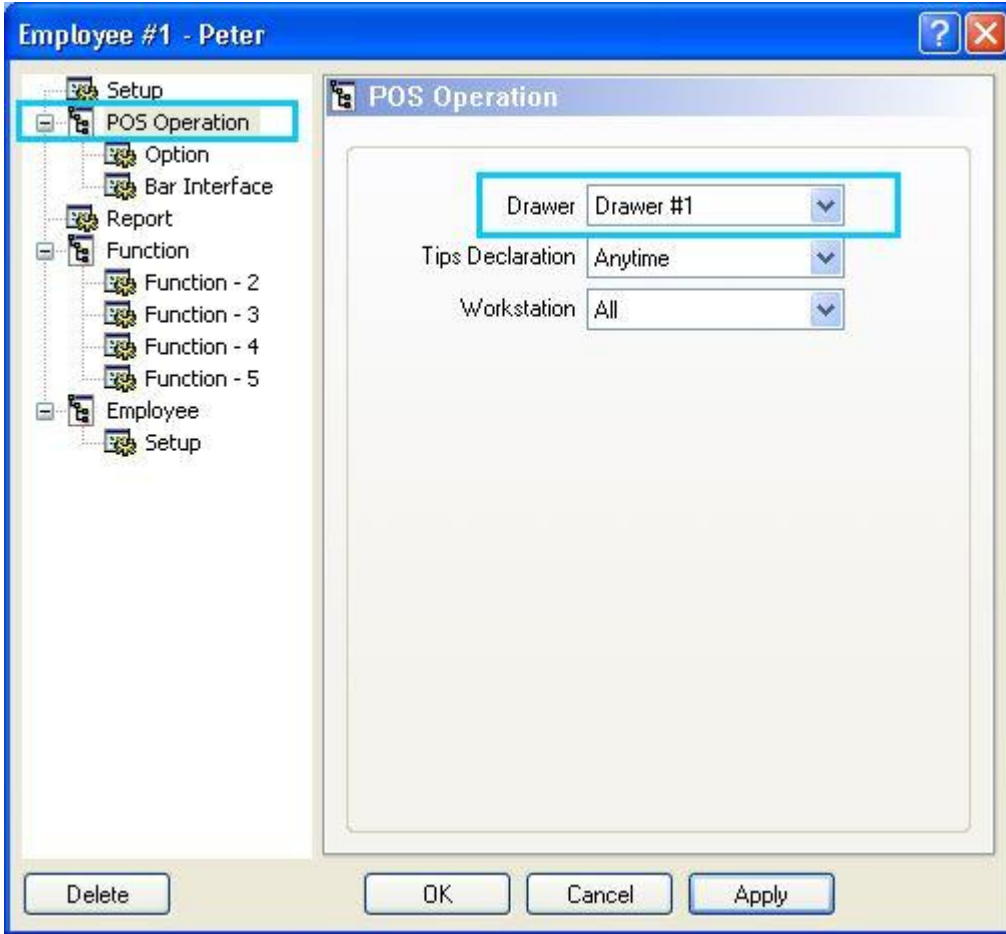 Employee #1 - Peter
Setup
POS Operation
Option
Bar Interface
Report
Function
Function - 2
Function - 3
Function - 4
Function - 5
Employee
Setup
POS Operation
Drawer Drawer #1
Tips Declaration Anytime
Workstation All
Delete OK Cancel Apply